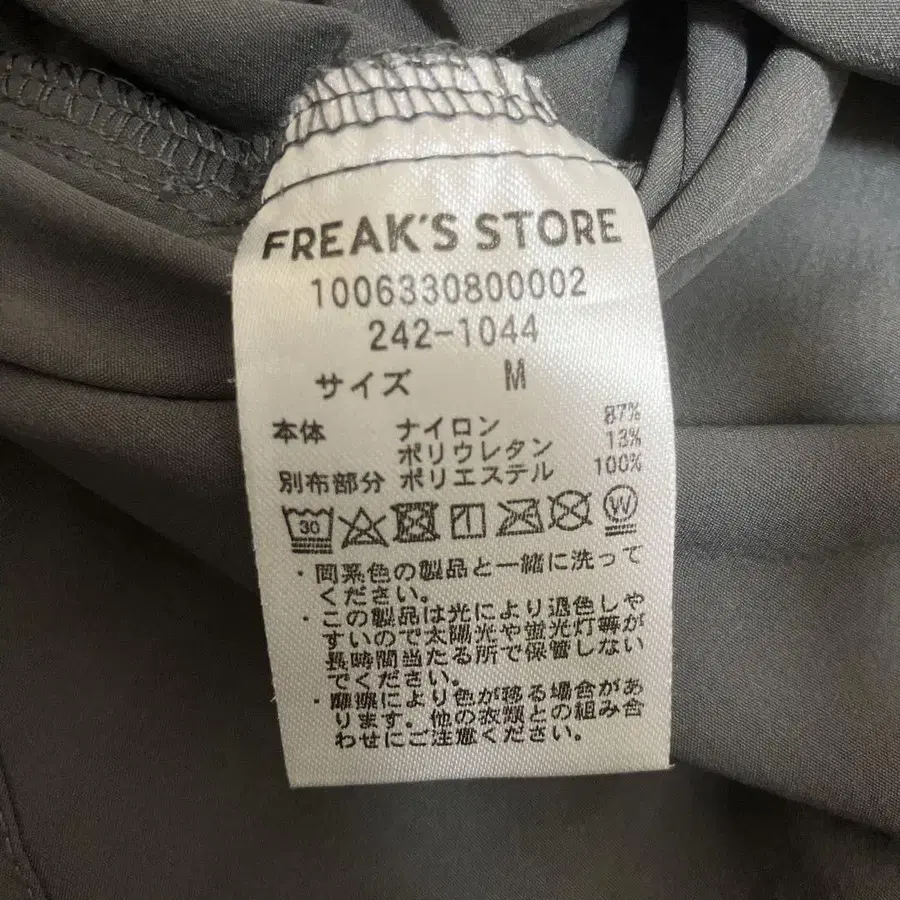 FREAK'S STORE
1006330800002
242-1044
サイズ M
本体 ナイロン 87%
ポリウレタン 13%
別布部分 ポリエステル 100%
30 W
・同系色の製品と一緒に洗って
ください。
・この製品は光により退色しや
すいので太陽光や蛍光灯等が
長時間当たる所で保管しない
でください。
・摩擦により色が移る場合があ
ります。他の衣類との組み合
わせにご注意ください。